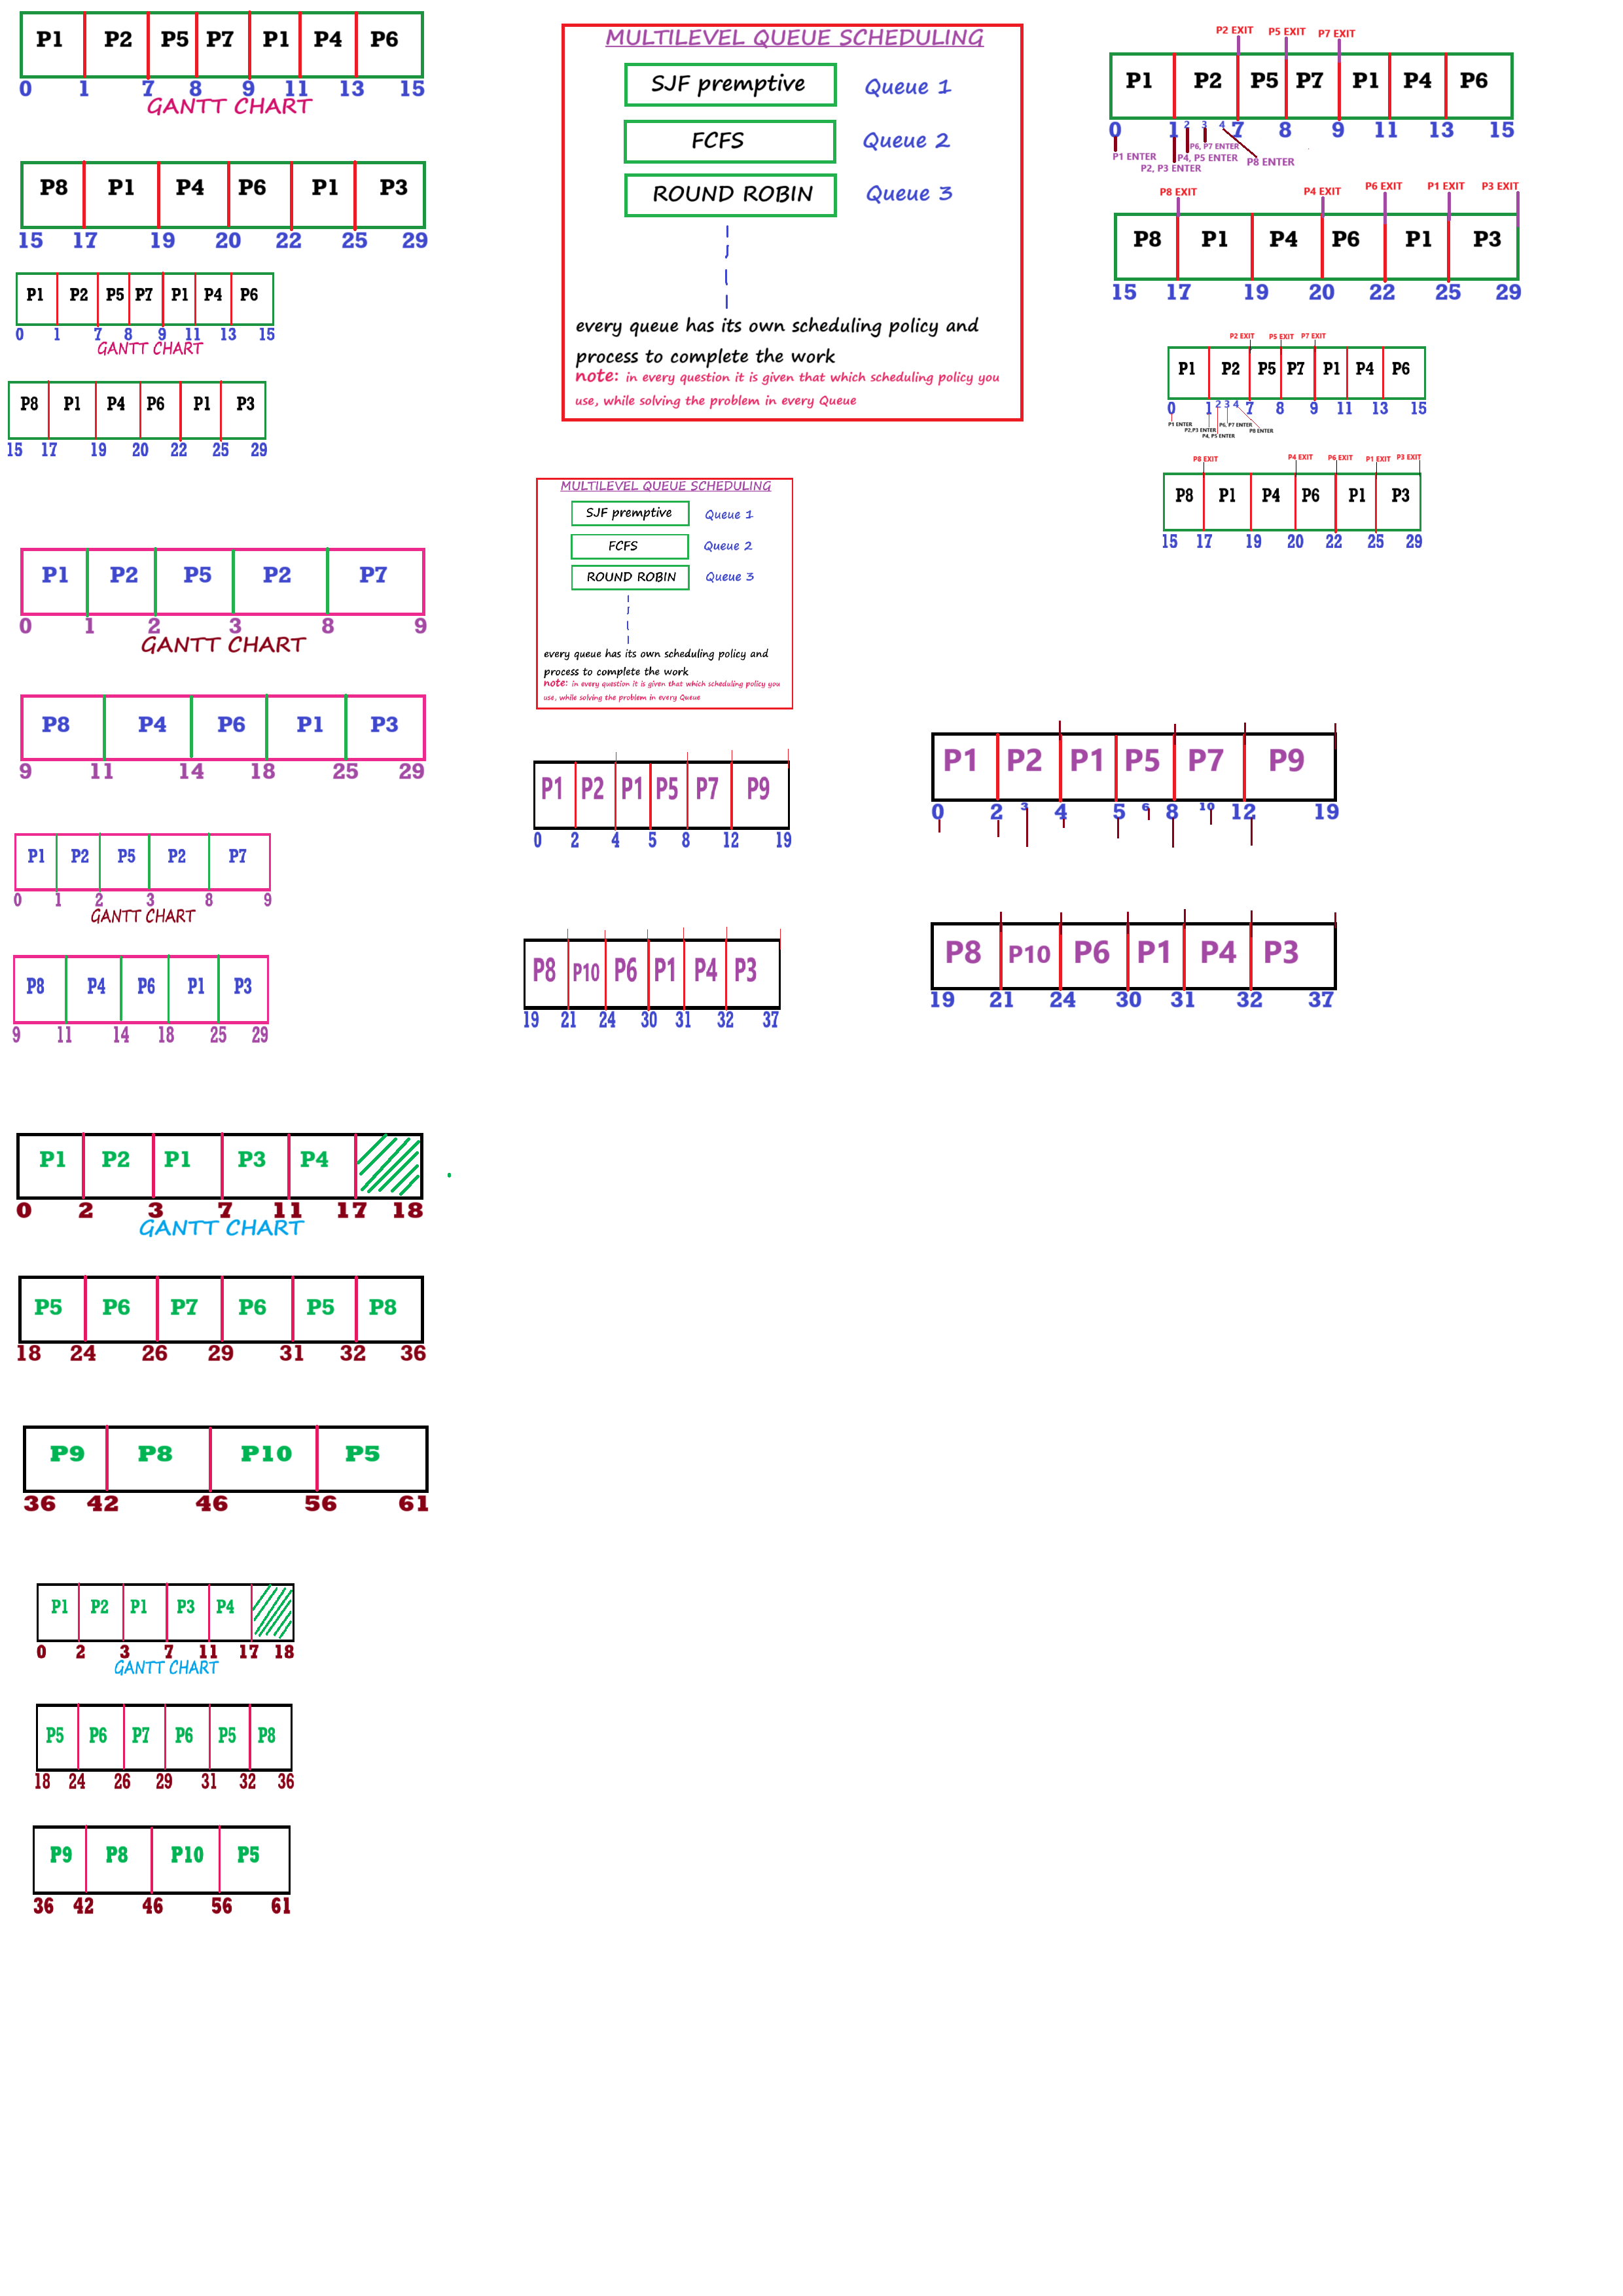 P1 P2 P5 P7 P1 P4 P6
0 1 7 8 9 11 13 15
GANTT CHART
P8 P1 P4 P6 P1 P3
15 17 19 20 22 25 29
P1 P2 P5 P7 P1 P4 P6
0 1 7 8 9 11 13 15
GANTT CHART
P8 P1 P4 P6 P1 P3
15 17 19 20 22 25 29
P1 P2 P5 P2 P7
0 1 2 3 8 9
GANTT CHART
P8 P4 P6 P1 P3
9 11 14 18 25 29
P1 P2 P5 P2 P7
0 1 2 3 8 9
GANTT CHART
P8 P4 P6 P1 P3
9 11 14 18 25 29
P1 P2 P1 P3 P4
0 2 3 7 11 17 18
GANTT CHART
P5 P6 P7 P6 P5 P8
18 24 26 29 31 32 36
P9 P8 P10 P5
36 42 46 56 61
P1 P2 P1 P3 P4
0 2 3 7 11 17 18
GANTT CHART
P5 P6 P7 P6 P5 P8
18 24 26 29 31 32 36
P9 P8 P10 P5
36 42 46 56 61
MULTILEVEL QUEUE SCHEDULING
SJF premptive Queue 1
FCFS Queue 2
ROUND ROBIN Queue 3
every queue has its own scheduling policy and
process to complete the work
note: in every question it is given that which scheduling policy you
use, while solving the problem in every Queue
MULTILEVEL QUEUE SCHEDULING
SJF premptive Queue 1
FCFS Queue 2
ROUND ROBIN Queue 3
every queue has its own scheduling policy and
process to complete the work
note: in every question it is given that which scheduling policy you
use, while solving the problem in every Queue
P1 P2 P1 P5 P7 P9
0 2 4 5 8 12 19
P8 P10 P6 P1 P4 P3
19 21 24 30 31 32 37
P2 EXIT P5 EXIT P7 EXIT
P1 P2 P5 P7 P1 P4 P6
0 1 2 3 4 7 8 9 11 13 15
P6, P7 ENTER
P1 ENTER P4, P5 ENTER P8 ENTER
P2, P3 ENTER
P8 EXIT P4 EXIT P6 EXIT P1 EXIT P3 EXIT
P8 P1 P4 P6 P1 P3
15 17 19 20 22 25 29
P2 EXIT P5 EXIT P7 EXIT
P1 P2 P5 P7 P1 P4 P6
0 1 2 3 4 7 8 9 11 13 15
P1 ENTER P6, P7 ENTER
P2,P3 ENTER P8 ENTER
P4, P5 ENTER
P8 EXIT P4 EXIT P6 EXIT P1 EXIT P3 EXIT
P8 P1 P4 P6 P1 P3
15 17 19 20 22 25 29
P1 P2 P1 P5 P7 P9
0 2 3 4 5 6 8 10 12 19
P8 P10 P6 P1 P4 P3
19 21 24 30 31 32 37